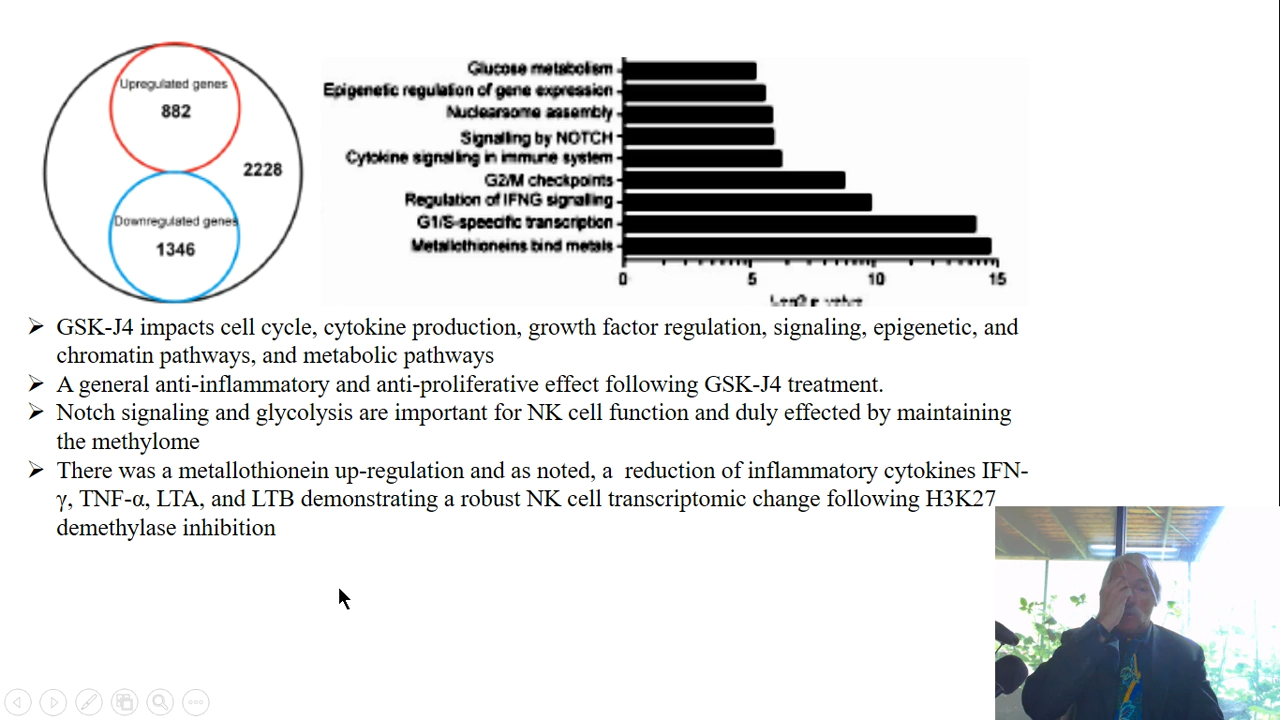 Upregulated genes
882
2228
Downregulated genes
1346
Glucose metabolism
Epigenetic regulation of gene expression
Nuclearsome assembly
Signalling by NOTCH
Cytokine signalling in immune system
G2/M checkpoints
Regulation of IFNG signalling
G1/S-speecific transcription
Metallothioneins bind metals
0 5 10 15
➢ GSK-J4 impacts cell cycle, cytokine production, growth factor regulation, signaling, epigenetic, and
chromatin pathways, and metabolic pathways
➢ A general anti-inflammatory and anti-proliferative effect following GSK-J4 treatment.
➢ Notch signaling and glycolysis are important for NK cell function and duly effected by maintaining
the methylome
➢ There was a metallothionein up-regulation and as noted, a reduction of inflammatory cytokines IFN-
γ, TNF-α, LTA, and LTB demonstrating a robust NK cell transcriptomic change following H3K27
demethylase inhibition